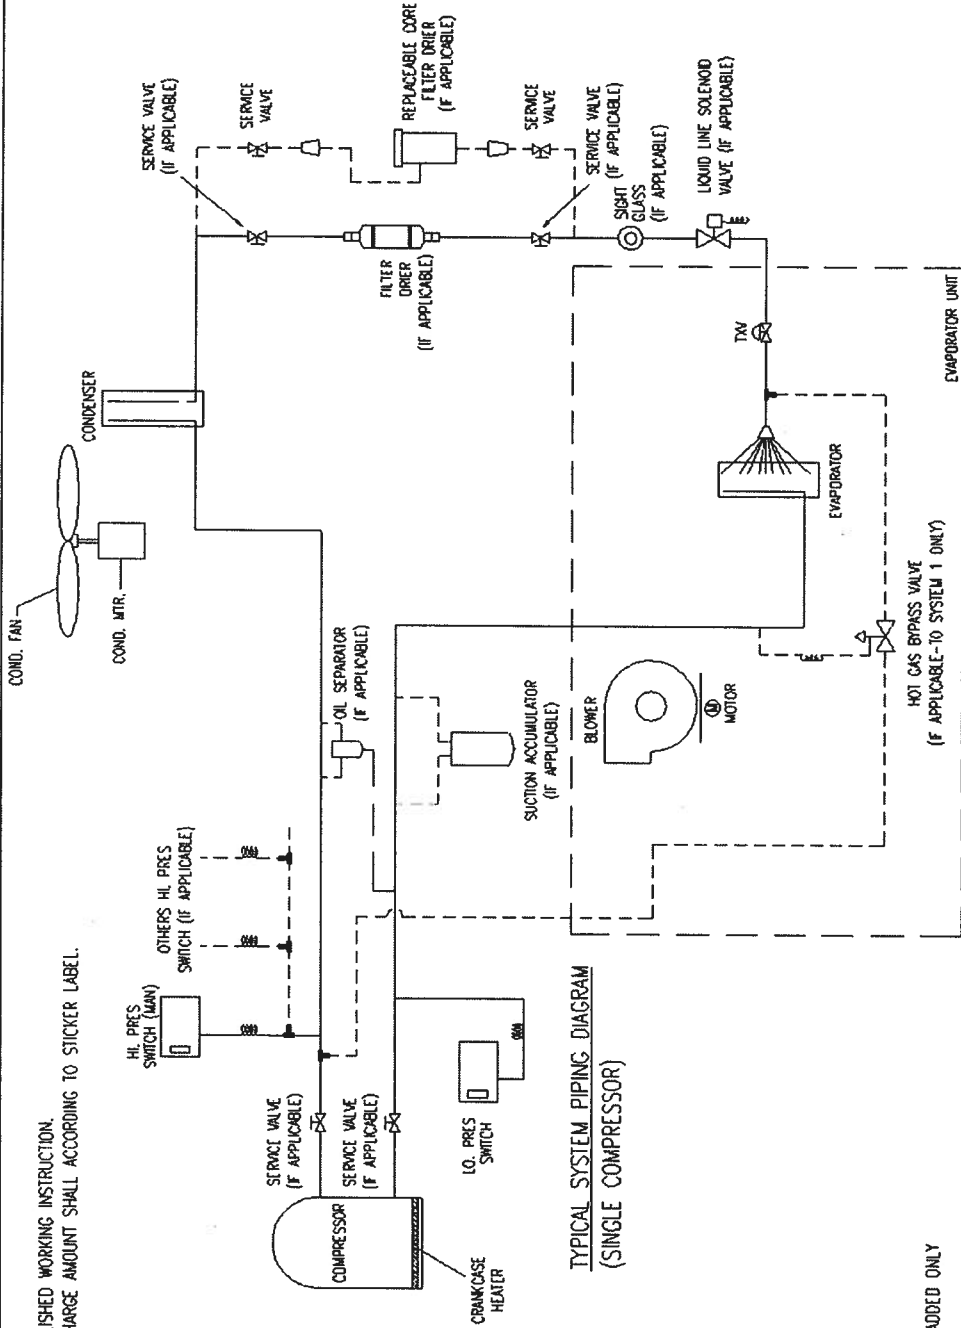 ISHED WORKING INSTRUCTION.
HARGE AMOUNT SHALL ACCORDING TO STICKER LABEL.
COND. FAN
COND. MTR.
CONDENSER
SERVICE VALVE
(IF APPLICABLE)
SERVICE
VALVE
REPLACEABLE CORE
FILTER DRIER
(IF APPLICABLE)
SERVICE
VALVE
SERVICE VALVE
(IF APPLICABLE)
FILTER
DRIER
(IF APPLICABLE)
SIGHT
GLASS
(IF APPLICABLE)
LIQUID LINE SOLENOID
VALVE (IF APPLICABLE)
HI. PRES
SWITCH (MAN)
OTHERS HI. PRES
SWITCH (IF APPLICABLE)
OIL SEPARATOR
(IF APPLICABLE)
SERVICE VALVE
(IF APPLICABLE)
SERVICE VALVE
(IF APPLICABLE)
COMPRESSOR
CRANKCASE
HEATER
LO. PRES
SWITCH
SUCTION ACCUMULATOR
(IF APPLICABLE)
BLOWER
M
MOTOR
TXV
EVAPORATOR
EVAPORATOR UNIT
HOT GAS BYPASS VALVE
(IF APPLICABLE-TO SYSTEM 1 ONLY)
TYPICAL SYSTEM PIPING DIAGRAM
(SINGLE COMPRESSOR)
ADDED ONLY